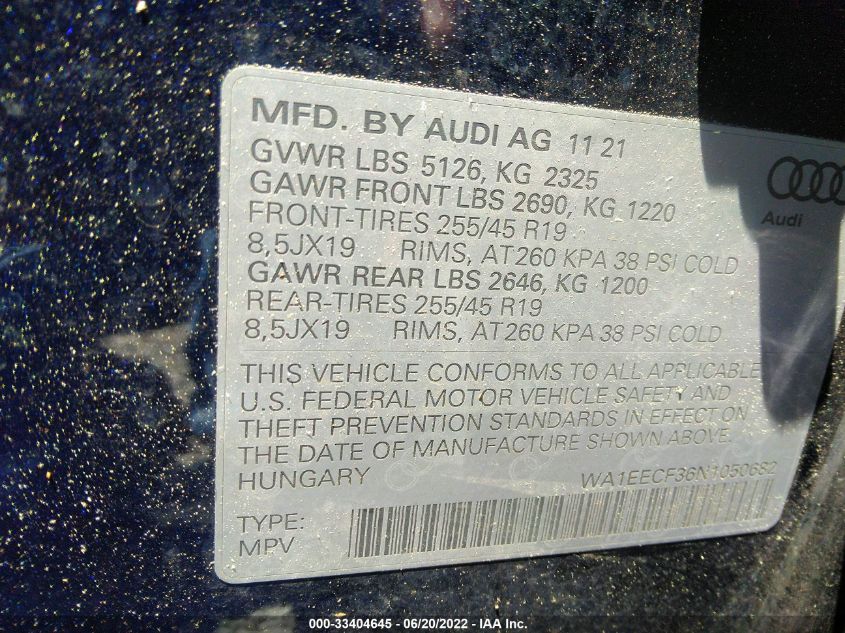 MFD. BY AUDI AG 11 21
GVWR LBS 5126, KG 2325
GAWR FRONT LBS 2690, KG 1220
FRONT-TIRES 255/45 R19
8,5JX19 RIMS, AT260 KPA 38 PSI COLD
GAWR REAR LBS 2646, KG 1200
REAR-TIRES 255/45 R19
8,5JX19 RIMS, AT260 KPA 38 PSI COLD
Audi
THIS VEHICLE CONFORMS TO ALL APPLICABLE
U.S. FEDERAL MOTOR VEHICLE SAFETY AND
THEFT PREVENTION STANDARDS IN EFFECT ON
THE DATE OF MANUFACTURE SHOWN ABOVE.
HUNGARY WA1EECF36N1050682
TYPE:
MPV
000-33404645 - 06/20/2022 - IAA Inc.